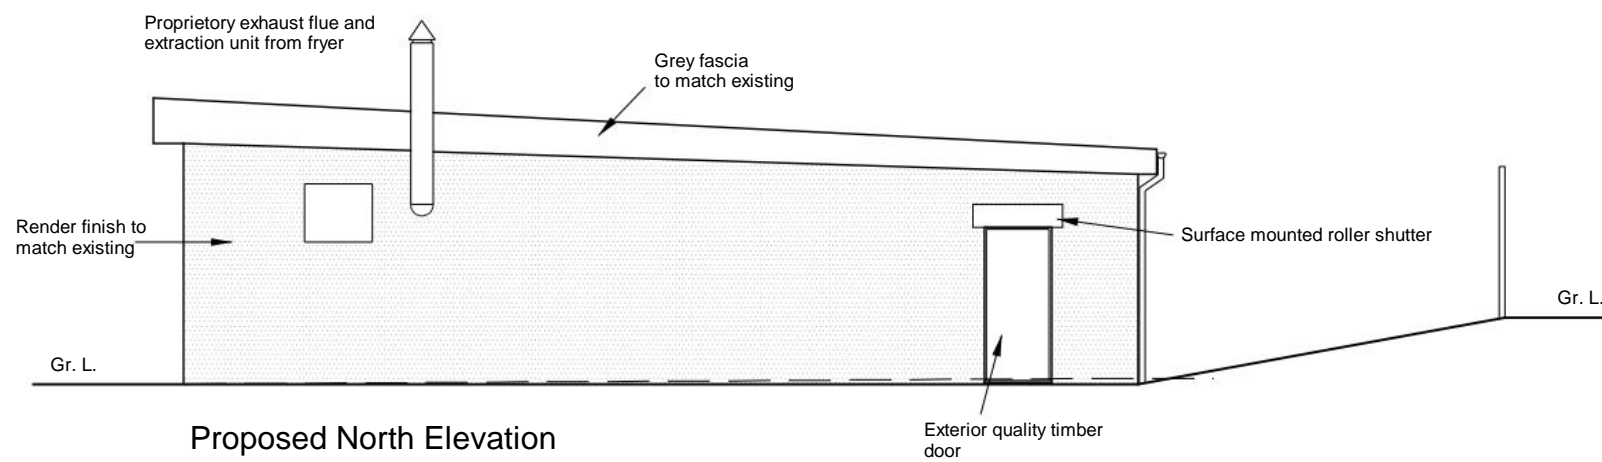 Proprietory exhaust flue and
extraction unit from fryer
Grey fascia
to match existing
Render finish to
match existing
Surface mounted roller shutter
Gr. L.
Gr. L.
Exterior quality timber
door
Proposed North Elevation